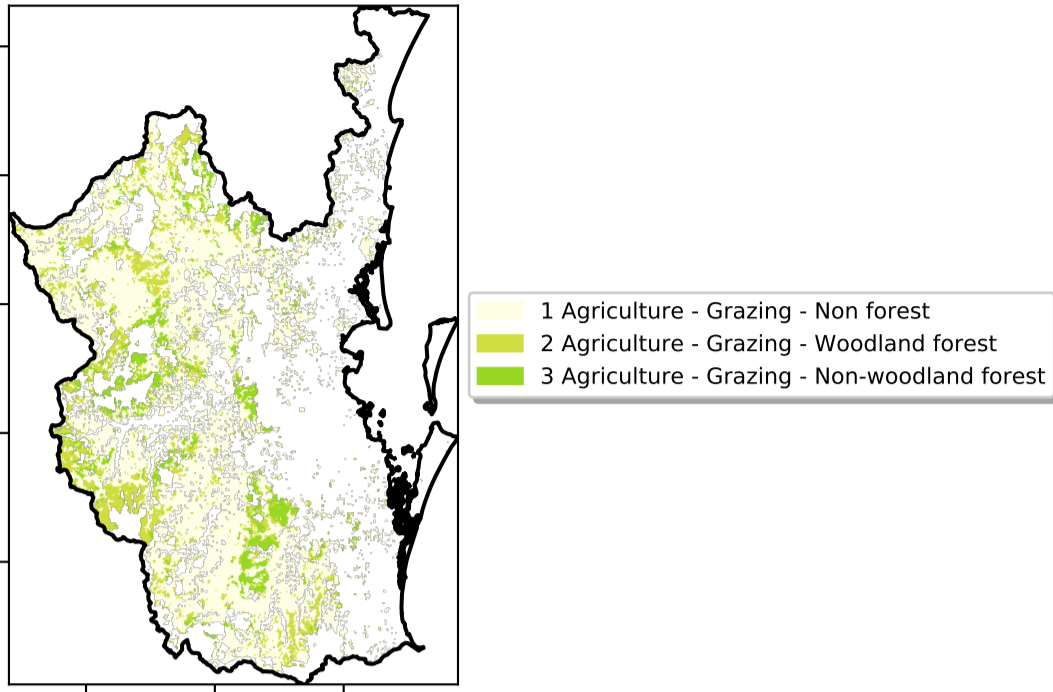 1 Agriculture - Grazing - Non forest
2 Agriculture - Grazing - Woodland forest
3 Agriculture - Grazing - Non-woodland forest